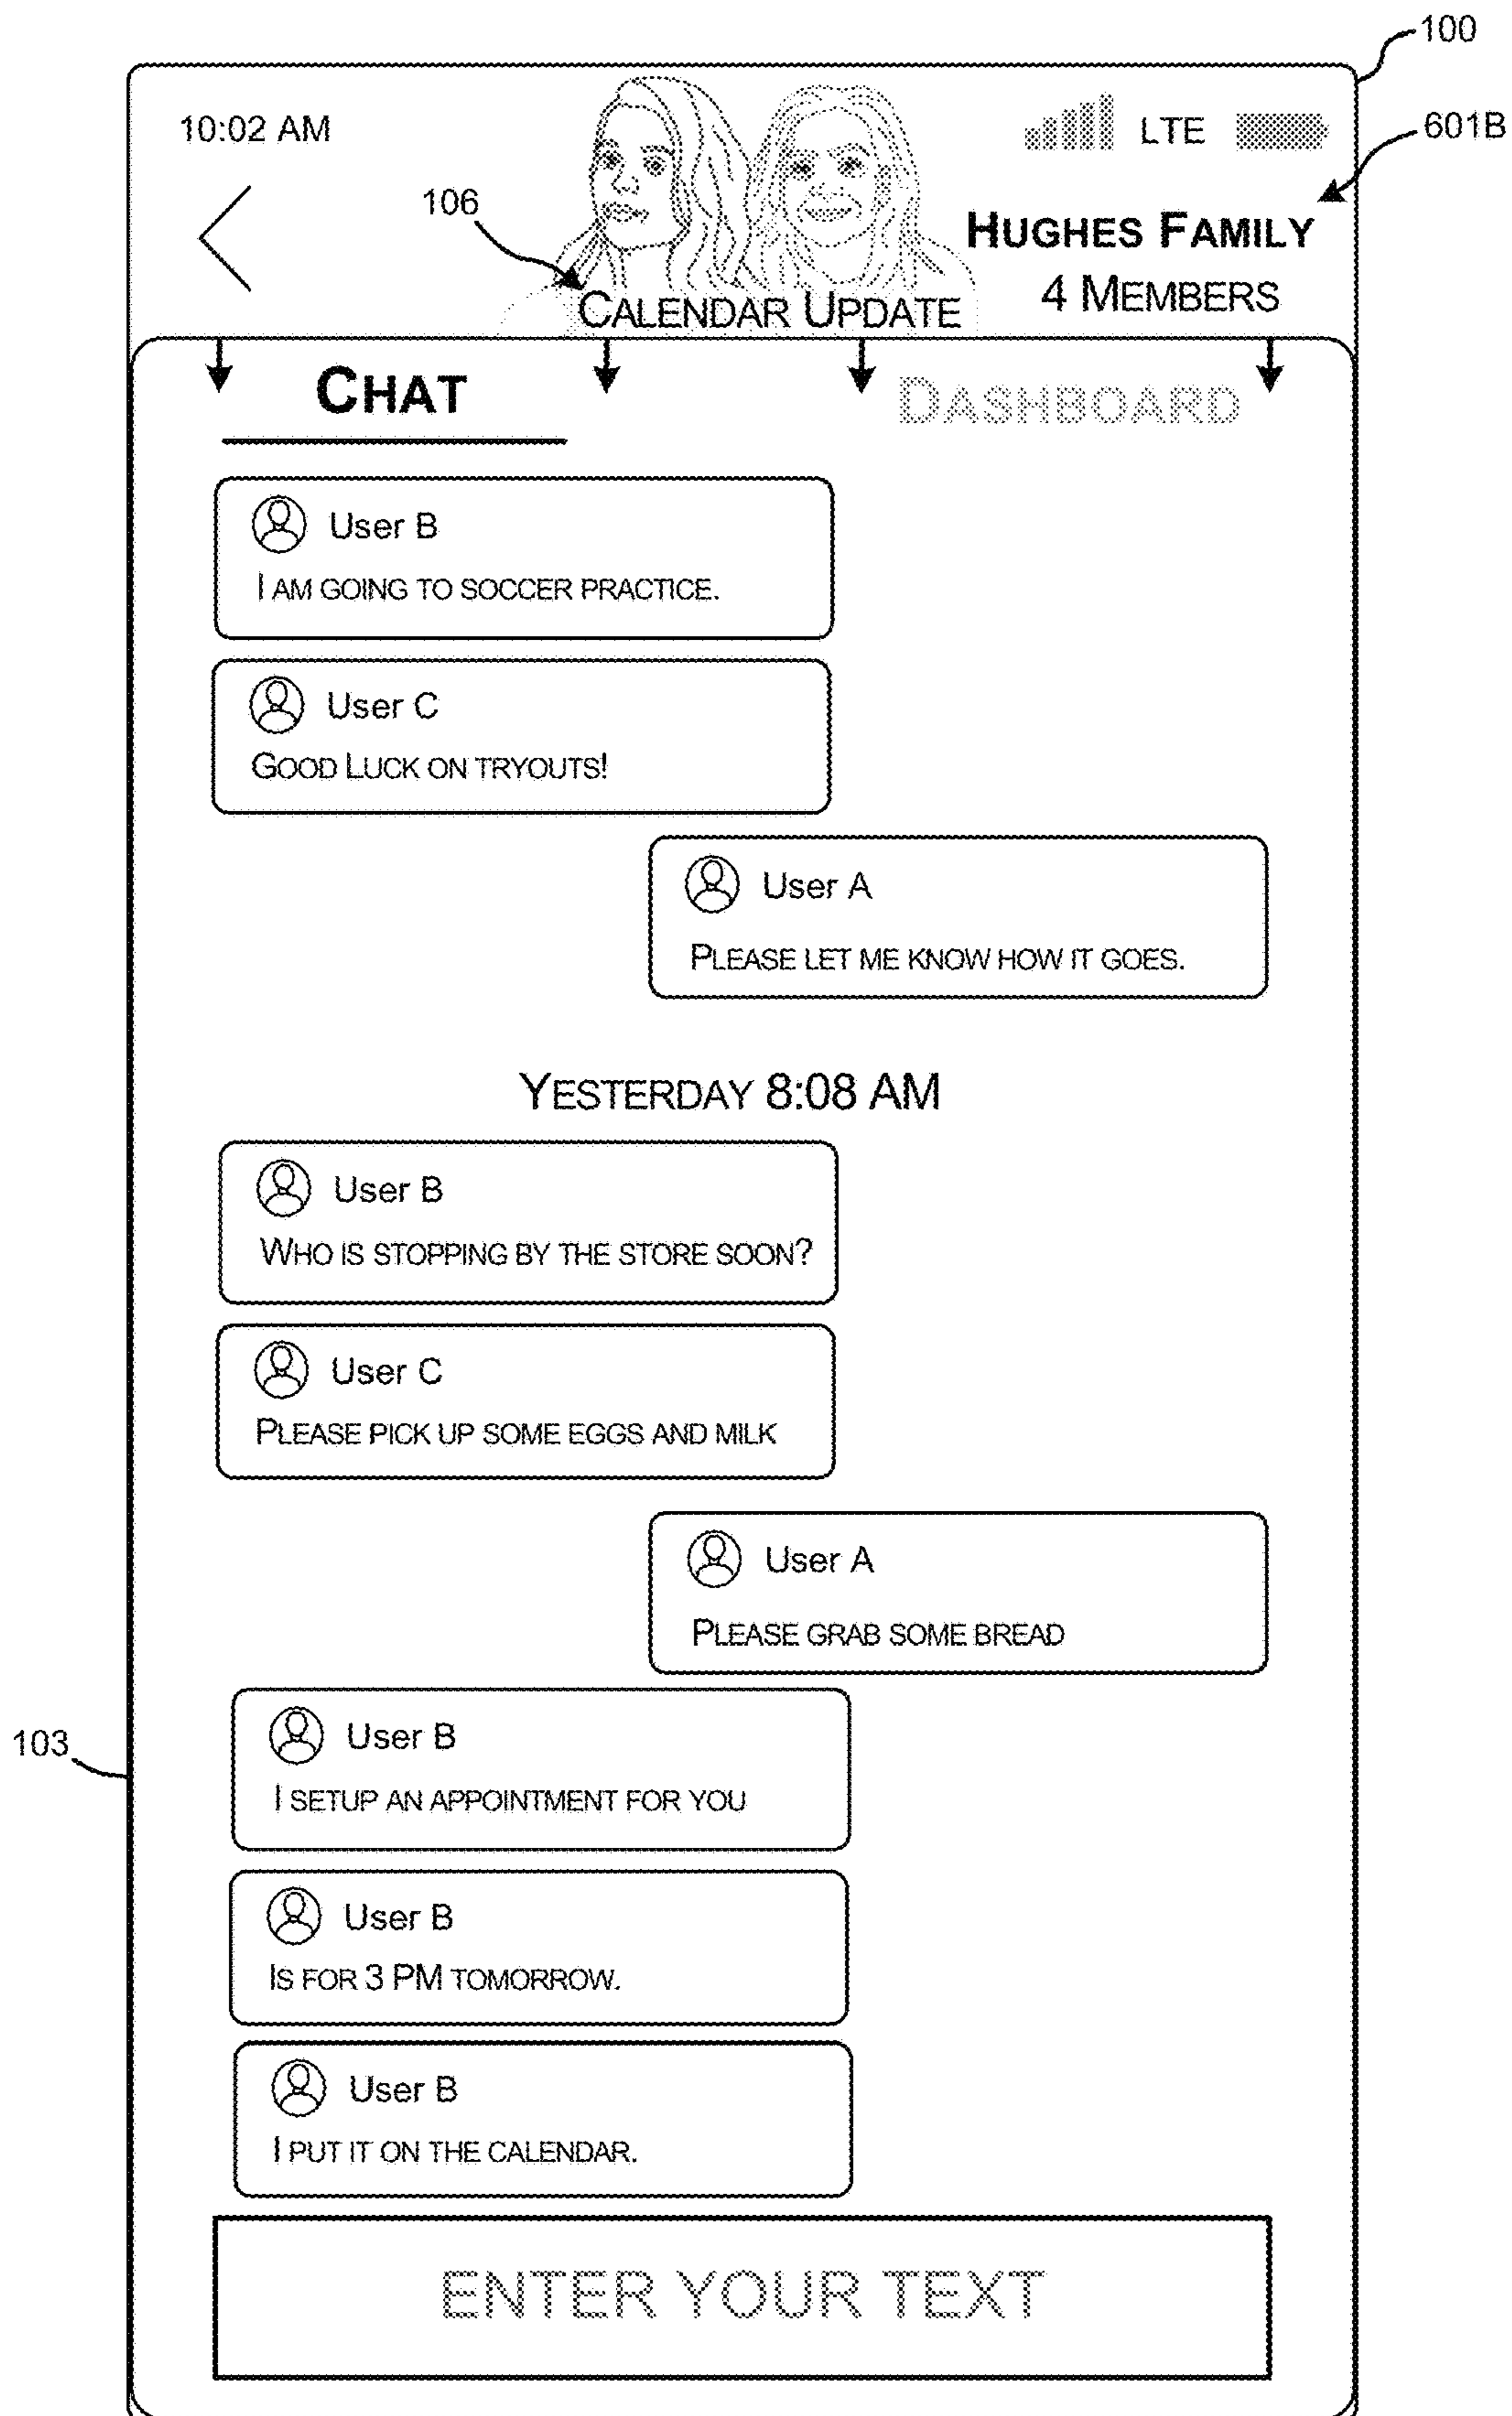 100
10:02 AM
LTE
601B
106
HUGHES FAMILY
4 MEMBERS
CALENDAR UPDATE
CHAT
DASHBOARD
User B
I AM GOING TO SOCCER PRACTICE.
User C
GOOD LUCK ON TRYOUTS!
User A
PLEASE LET ME KNOW HOW IT GOES.
YESTERDAY 8:08 AM
User B
WHO IS STOPPING BY THE STORE SOON?
User C
PLEASE PICK UP SOME EGGS AND MILK
User A
PLEASE GRAB SOME BREAD
103
User B
I SETUP AN APPOINTMENT FOR YOU
User B
IS FOR 3 PM TOMORROW.
User B
I PUT IT ON THE CALENDAR.
ENTER YOUR TEXT